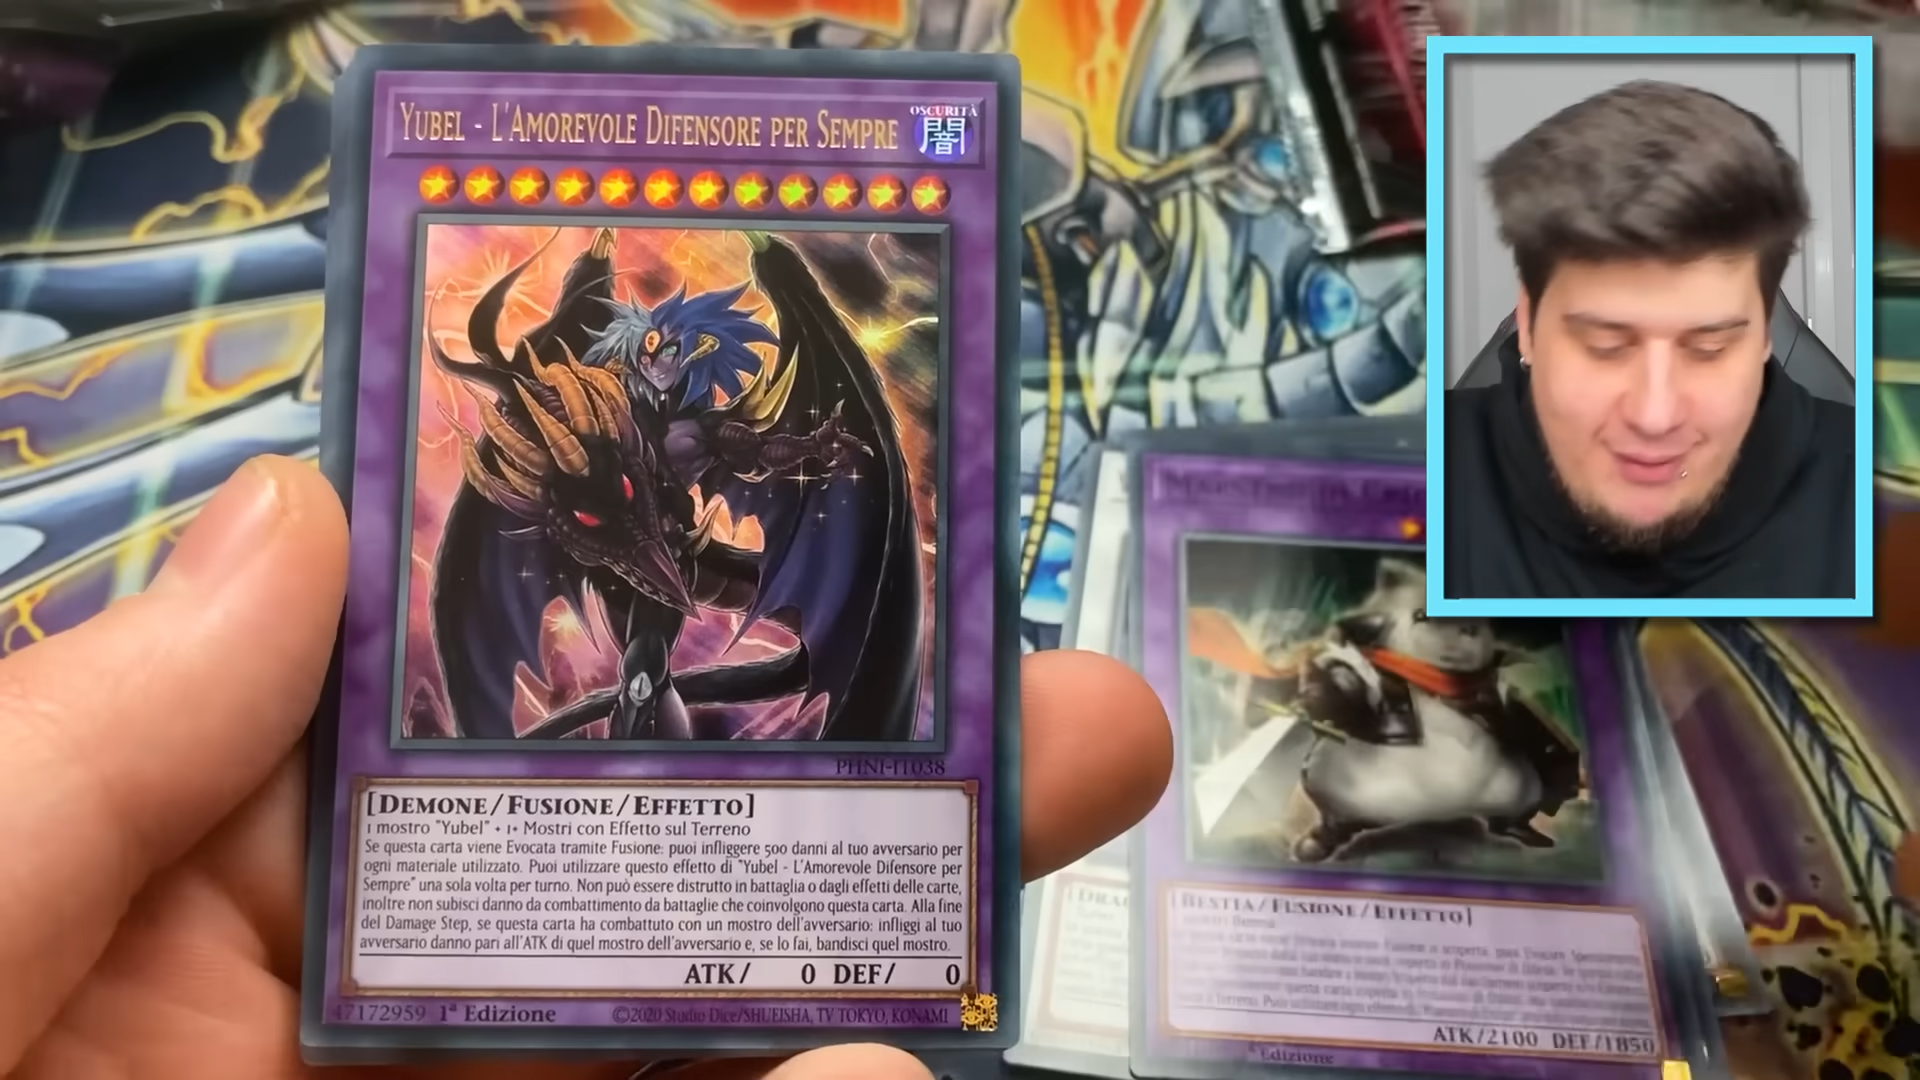 YUBEL - L'AMOREVOLE DIFENSORE PER SEMPRE
OSCURITÀ
闇
PHNI-IT038
[DEMONE/FUSIONE/EFFETTO]
1 mostro "Yubel" + 1+ Mostri con Effetto sul Terreno
Se questa carta viene Evocata tramite Fusione: puoi infliggere 500 danni al tuo avversario per
ogni materiale utilizzato. Puoi utilizzare questo effetto di "Yubel - L'Amorevole Difensore per
Sempre" una sola volta per turno. Non può essere distrutto in battaglia o dagli effetti delle carte,
inoltre non subisci danno da combattimento da battaglie che coinvolgono questa carta. Alla fine
del Damage Step, se questa carta ha combattuto con un mostro dell'avversario: infliggi al tuo
avversario danno pari all'ATK di quel mostro dell'avversario e, se lo fai, bandisci quel mostro.
ATK/ 0 DEF/ 0
47172959 1ª Edizione ©2020 Studio Dice/SHUEISHA, TV TOKYO, KONAMI
[BESTIA/FUSIONE/EFFETTO]
ATK/2100 DEF/1850
1ª Edizione